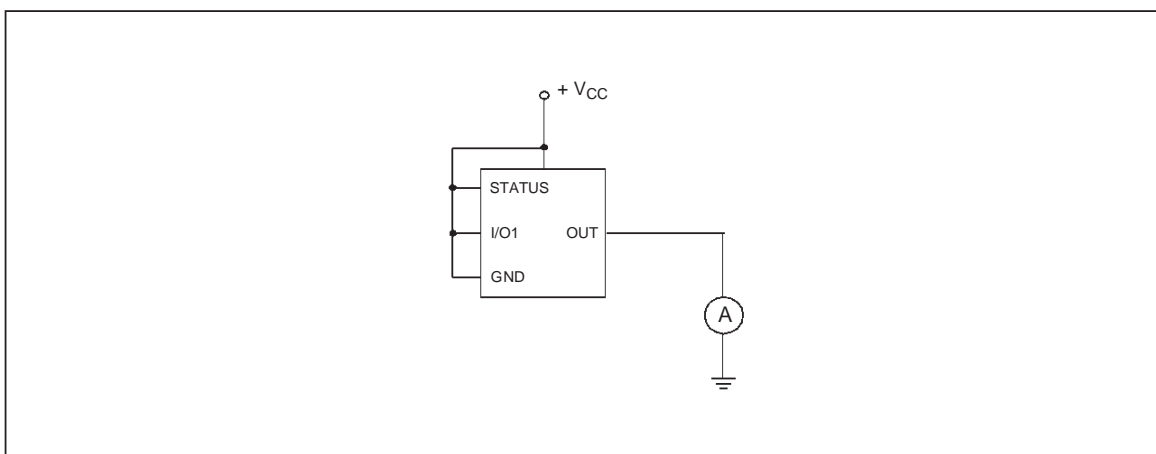 + VCC
STATUS
I/O1 OUT
GND
A